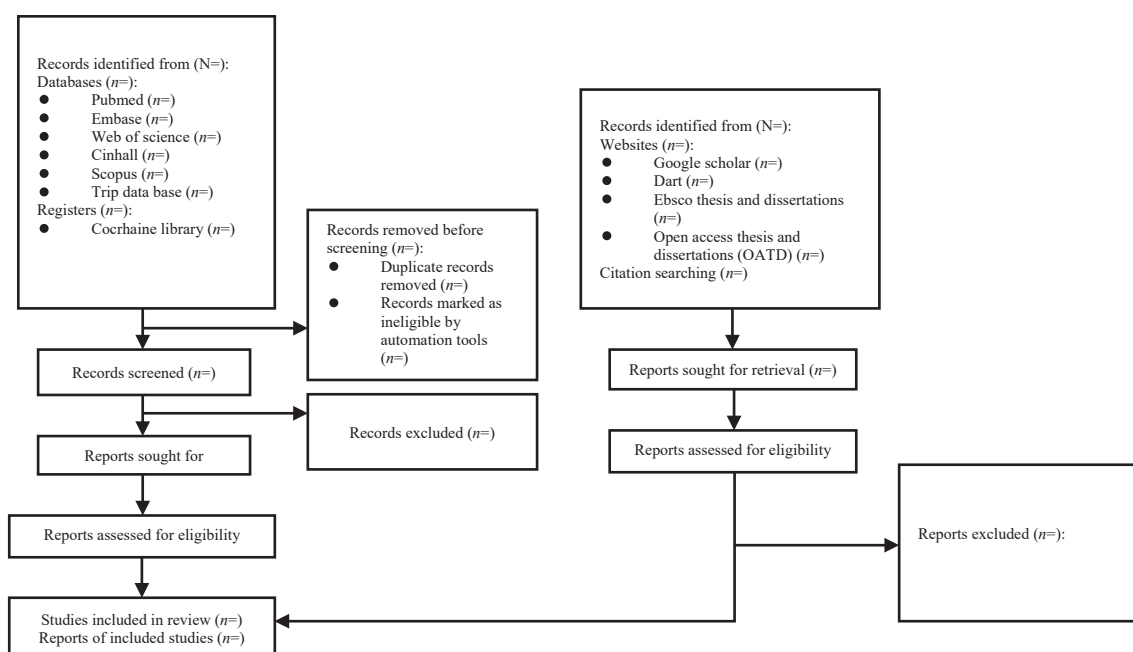 Records identified from (N=):
Databases (n=):
● Pubmed (n=)
● Embase (n=)
● Web of science (n=)
● Cinhall (n=)
● Scopus (n=)
● Trip data base (n=)
Registers (n=):
● Cocrhaine library (n=)
Records removed before
screening (n=):
● Duplicate records
removed (n=)
● Records marked as
ineligible by
automation tools
(n=)
Records screened (n=)
Records excluded (n=)
Reports sought for
Reports assessed for eligibility
Studies included in review (n=)
Reports of included studies (n=)
Records identified from (N=):
Websites (n=):
● Google scholar (n=)
● Dart (n=)
● Ebsco thesis and dissertations
(n=)
● Open access thesis and
dissertations (OATD) (n=)
Citation searching (n=)
Reports sought for retrieval (n=)
Reports assessed for eligibility
Reports excluded (n=):